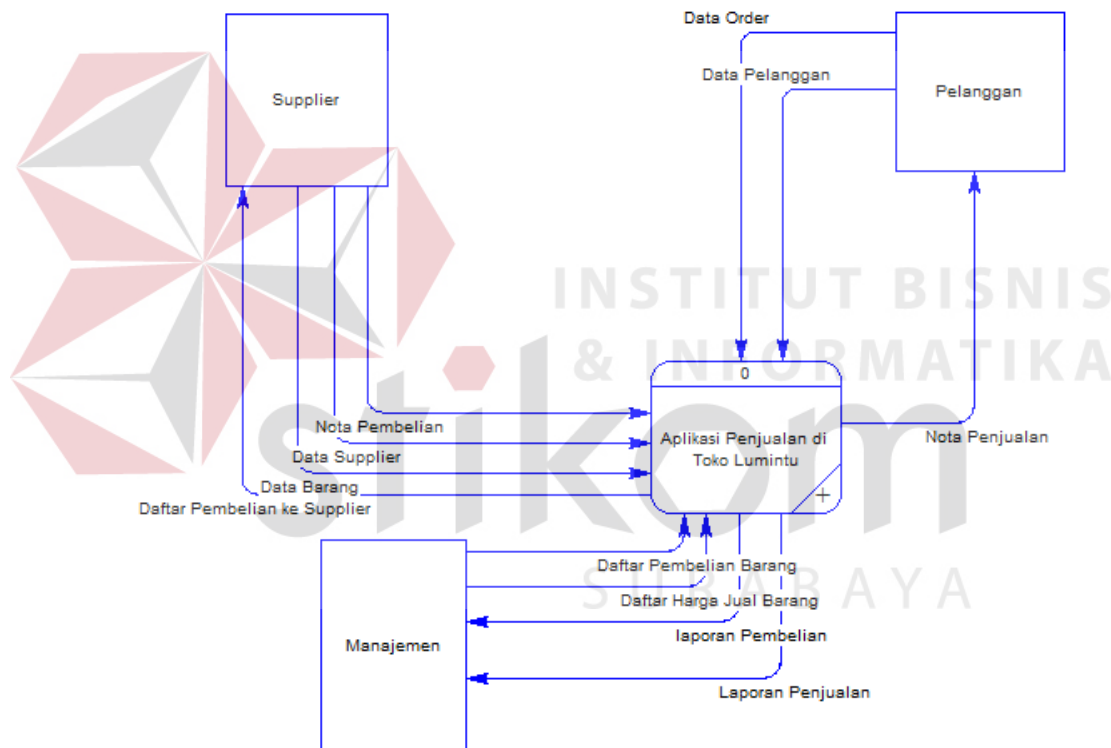 Data Order
Supplier
Data Pelanggan
Pelanggan
INSTITUT BISNIS
& INFORMATIKA
0
stikom
Nota Pembelian
Aplikasi Penjualan di
Toko Lumintu
Nota Penjualan
Data Supplier
Data Barang
Daftar Pembelian ke Supplier
+
Daftar Pembelian Barang
SURABAYA
Daftar Harga Jual Barang
laporan Pembelian
Manajemen
Laporan Penjualan